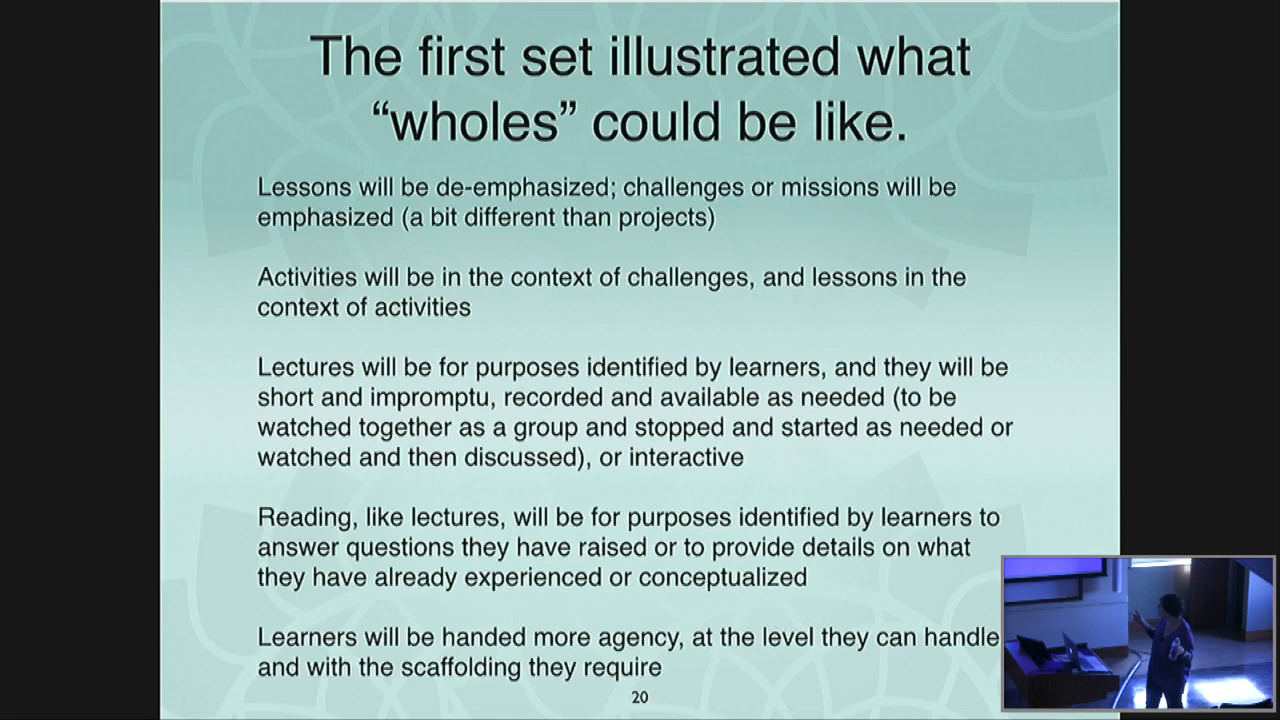 The first set illustrated what
“wholes” could be like.
Lessons will be de-emphasized; challenges or missions will be
emphasized (a bit different than projects)
Activities will be in the context of challenges, and lessons in the
context of activities
Lectures will be for purposes identified by learners, and they will be
short and impromptu, recorded and available as needed (to be
watched together as a group and stopped and started as needed or
watched and then discussed), or interactive
Reading, like lectures, will be for purposes identified by learners to
answer questions they have raised or to provide details on what
they have already experienced or conceptualized
Learners will be handed more agency, at the level they can handle
and with the scaffolding they require
20